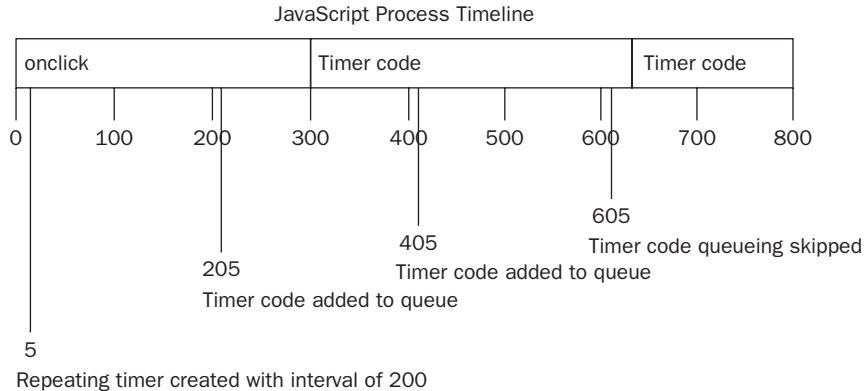 JavaScript Process Timeline
onclick
Timer code
Timer code
0
100
200
300
400
500
600
700
800
605
Timer code queueing skipped
405
Timer code added to queue
205
Timer code added to queue
5
Repeating timer created with interval of 200